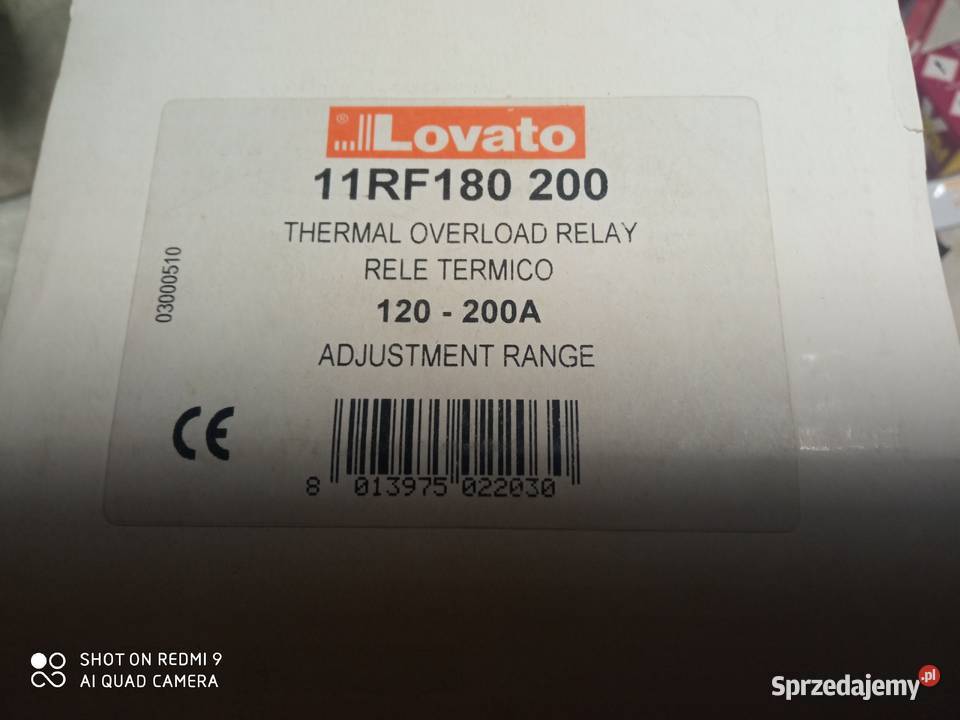 Lovato
®
11RF180 200
THERMAL OVERLOAD RELAY
RELE TERMICO
120 - 200A
ADJUSTMENT RANGE
03000510
CE
8 013975 022030
SHOT ON REDMI 9
AI QUAD CAMERA
Sprzedajemy.pl